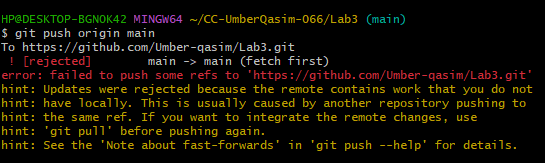 HP@DESKTOP-BGNOK42 MINGW64 ~/CC-UmberQasim-066/Lab3 (main)
$ git push origin main
To https://github.com/Umber-qasim/Lab3.git
 ! [rejected]        main -> main (fetch first)
error: failed to push some refs to 'https://github.com/Umber-qasim/Lab3.git'
hint: Updates were rejected because the remote contains work that you do not
hint: have locally. This is usually caused by another repository pushing to
hint: the same ref. If you want to integrate the remote changes, use
hint: 'git pull' before pushing again.
hint: See the 'Note about fast-forwards' in 'git push --help' for details.